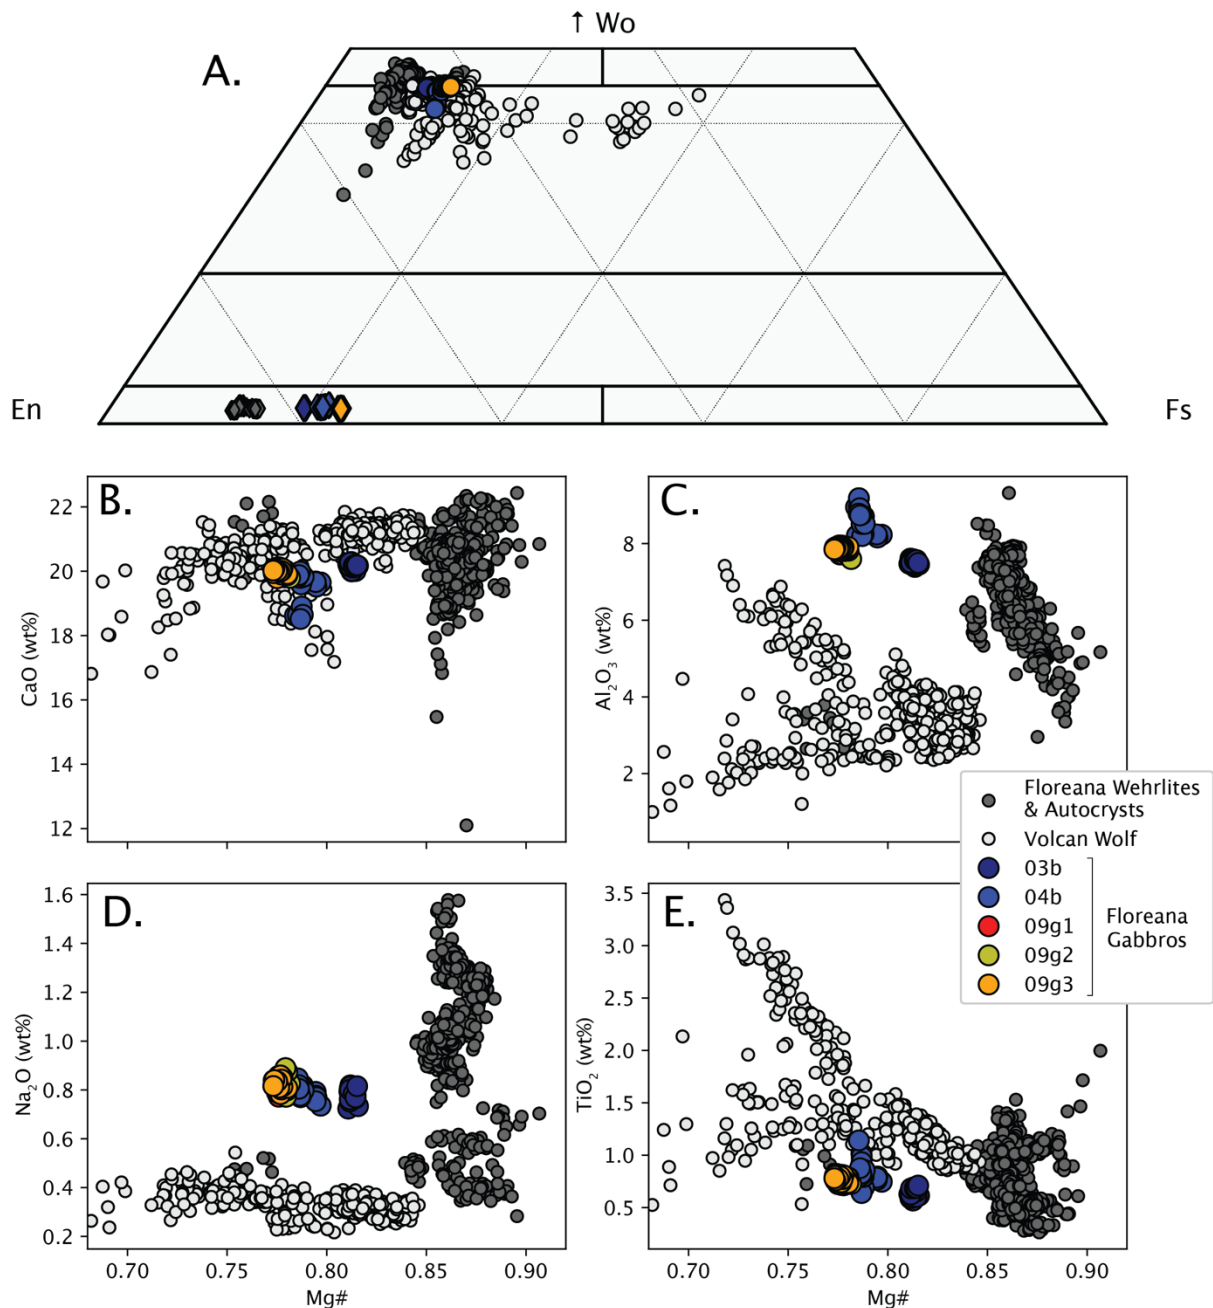 ↑ Wo
A.
En
Fs
B.
CaO (wt%)
22
20
18
16
14
12
C.
Al₂O₃ (wt%)
8
6
4
2
Floreana Wehrlites
& Autocrysts
Volcan Wolf
03b
04b
09g1
09g2
09g3
Floreana
Gabbros
D.
Na₂O (wt%)
1.6
1.4
1.2
1.0
0.8
0.6
0.4
0.2
0.70
0.75
0.80
0.85
0.90
Mg#
E.
TiO₂ (wt%)
3.5
3.0
2.5
2.0
1.5
1.0
0.5
0.70
0.75
0.80
0.85
0.90
Mg#